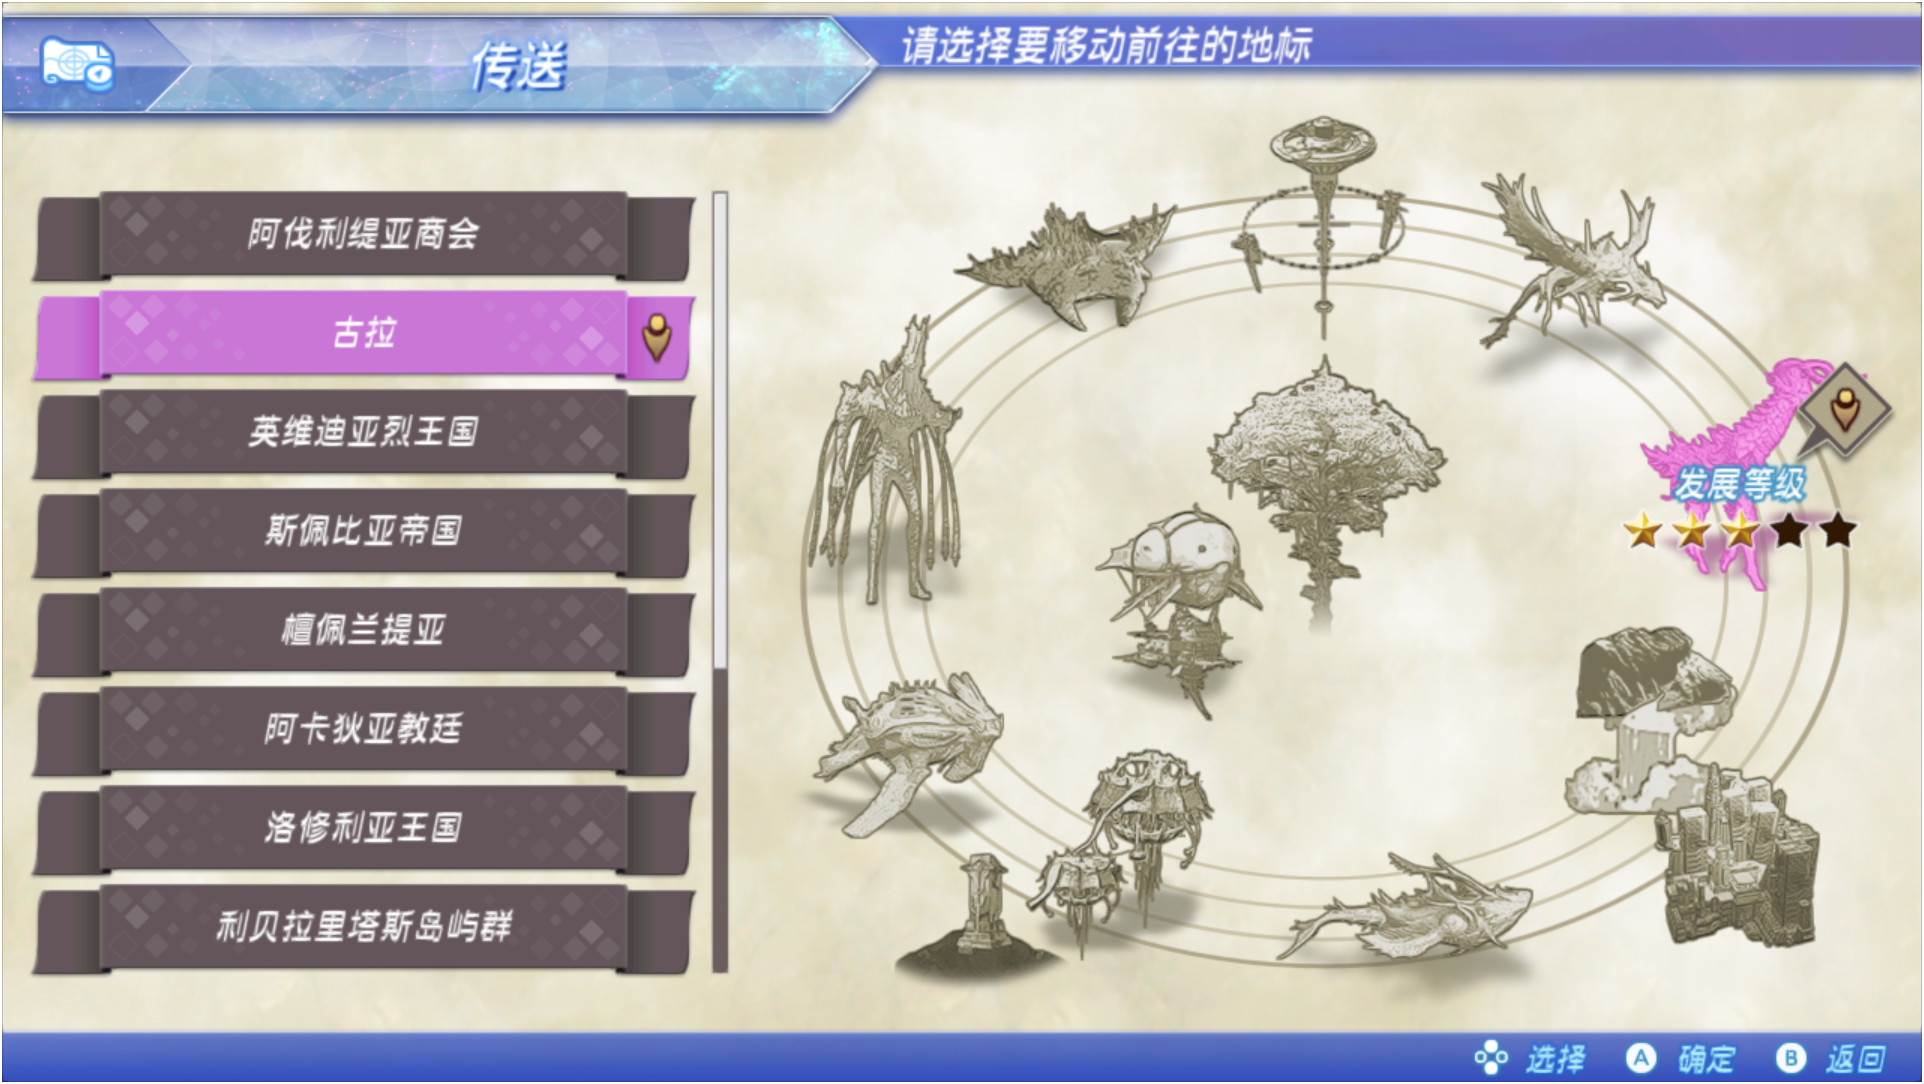 传送
请选择要移动前往的地标
阿伐利缇亚商会
古拉
英维迪亚烈王国
斯佩比亚帝国
檀佩兰提亚
阿卡狄亚教廷
洛修利亚王国
利贝拉里塔斯岛屿群
发展等级
选择 A 确定 B 返回